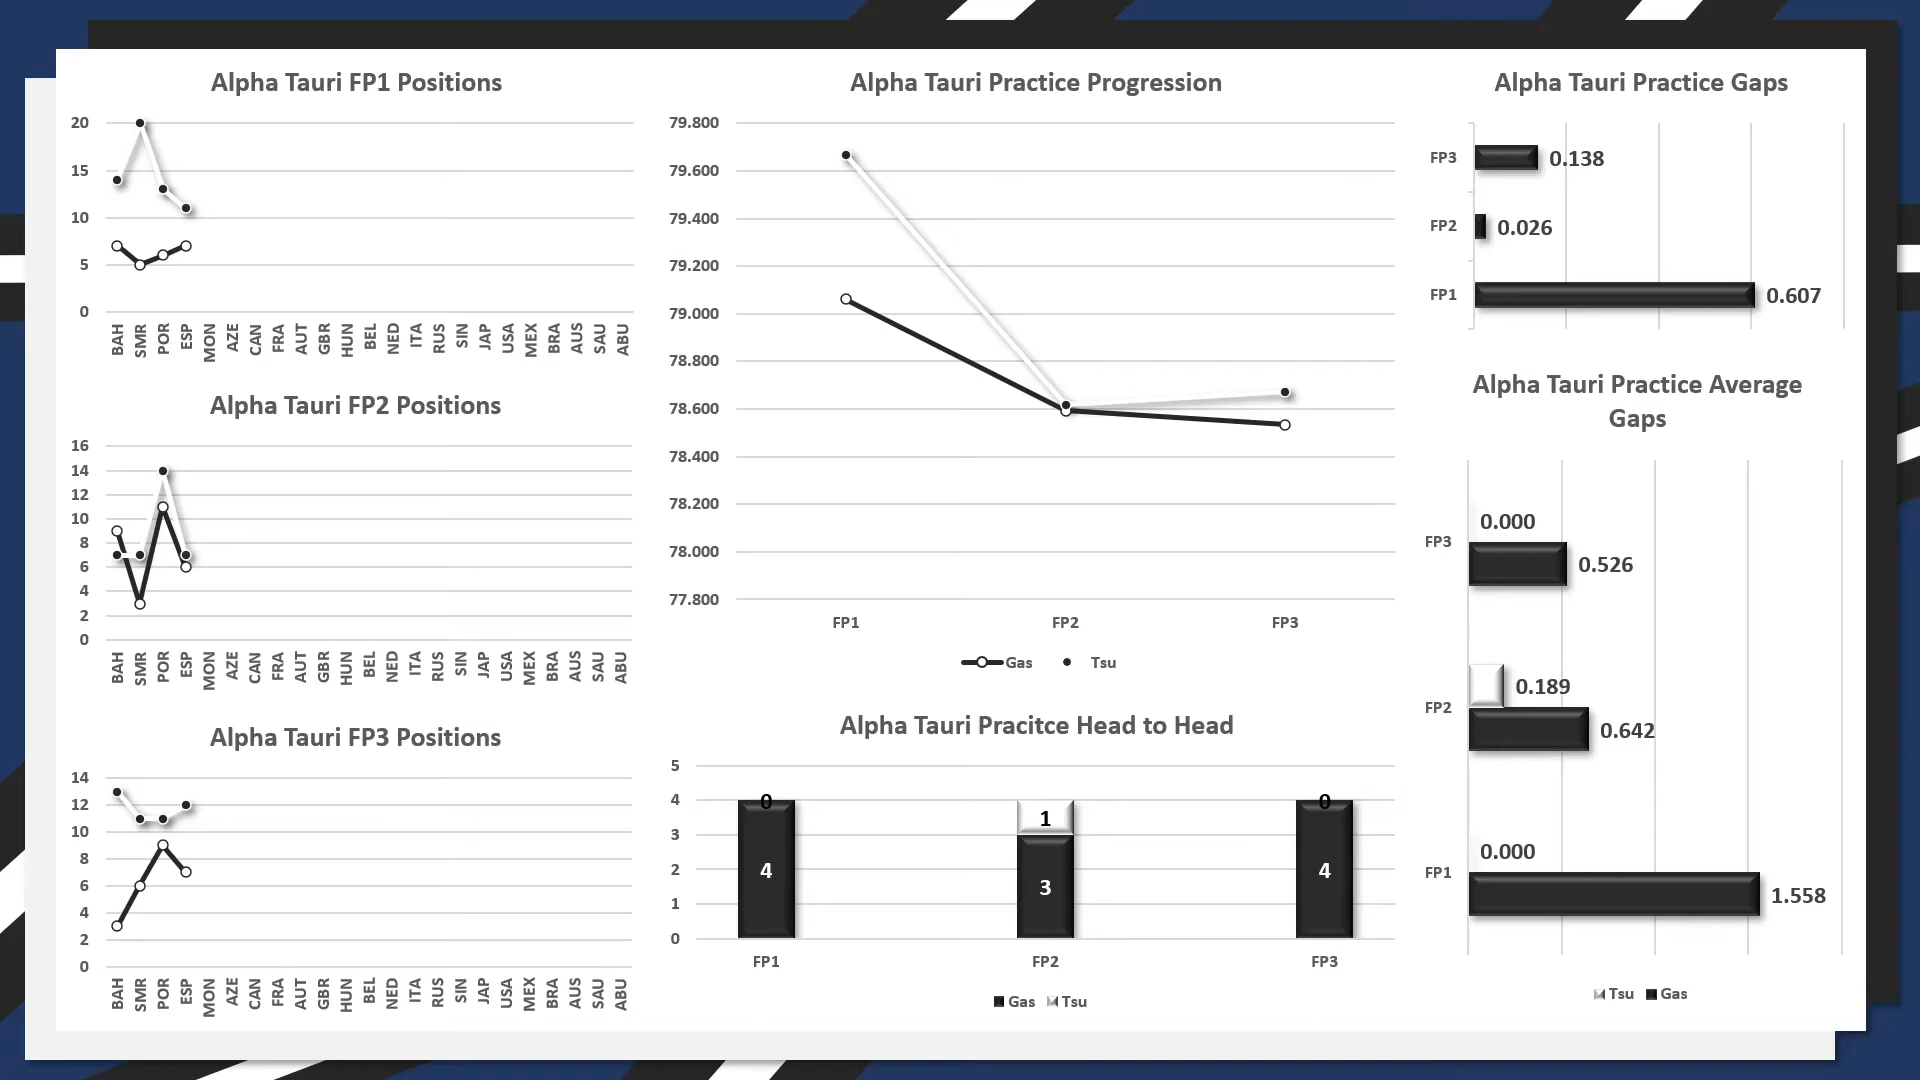 Alpha Tauri FP1 Positions
20
15
10
5
0
BAH SMR POR ESP MON AZE CAN FRA AUT GBR HUN BEL NED ITA RUS SIN JAP USA MEX BRA AUS SAU ABU
Alpha Tauri FP2 Positions
16
14
12
10
8
6
4
2
0
BAH SMR POR ESP MON AZE CAN FRA AUT GBR HUN BEL NED ITA RUS SIN JAP USA MEX BRA AUS SAU ABU
Alpha Tauri FP3 Positions
14
12
10
8
6
4
2
0
BAH SMR POR ESP MON AZE CAN FRA AUT GBR HUN BEL NED ITA RUS SIN JAP USA MEX BRA AUS SAU ABU
Alpha Tauri Practice Progression
79.800
79.600
79.400
79.200
79.000
78.800
78.600
78.400
78.200
78.000
77.800
FP1 FP2 FP3
Gas Tsu
Alpha Tauri Pracitce Head to Head
5
4
3
2
1
0
0
4
1
3
0
4
FP1 FP2 FP3
Gas Tsu
Alpha Tauri Practice Gaps
FP3 0.138
FP2 0.026
FP1 0.607
Alpha Tauri Practice Average
Gaps
0.000
FP3
0.526
0.189
FP2
0.642
0.000
FP1
1.558
Tsu Gas